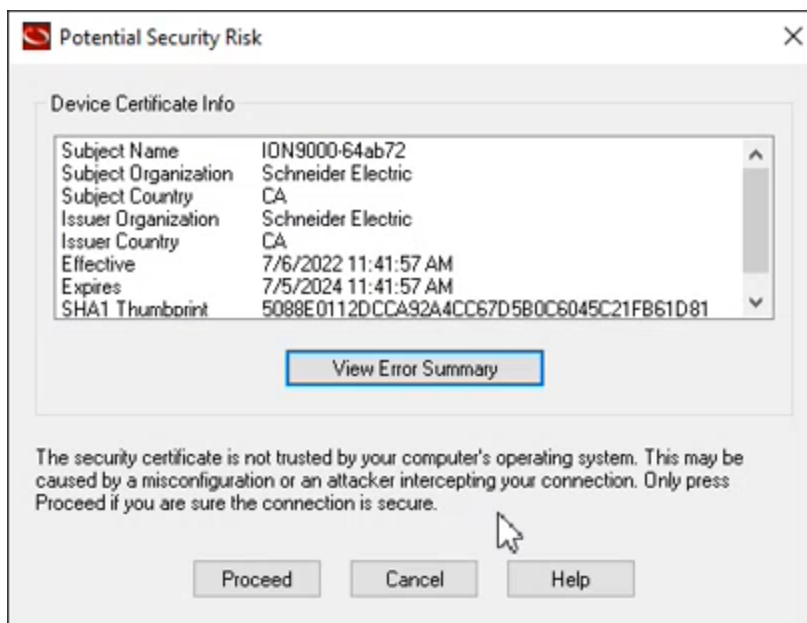 Potential Security Risk
Device Certificate Info
Subject Name ION9000-64ab72
Subject Organization Schneider Electric
Subject Country CA
Issuer Organization Schneider Electric
Issuer Country CA
Effective 7/6/2022 11:41:57 AM
Expires 7/5/2024 11:41:57 AM
SHA1 Thumbprint 5088E0112DCCA92A4CC67D5B0C6045C21FB61D81
View Error Summary
The security certificate is not trusted by your computer's operating system. This may be
caused by a misconfiguration or an attacker intercepting your connection. Only press
Proceed if you are sure the connection is secure.
Proceed Cancel Help